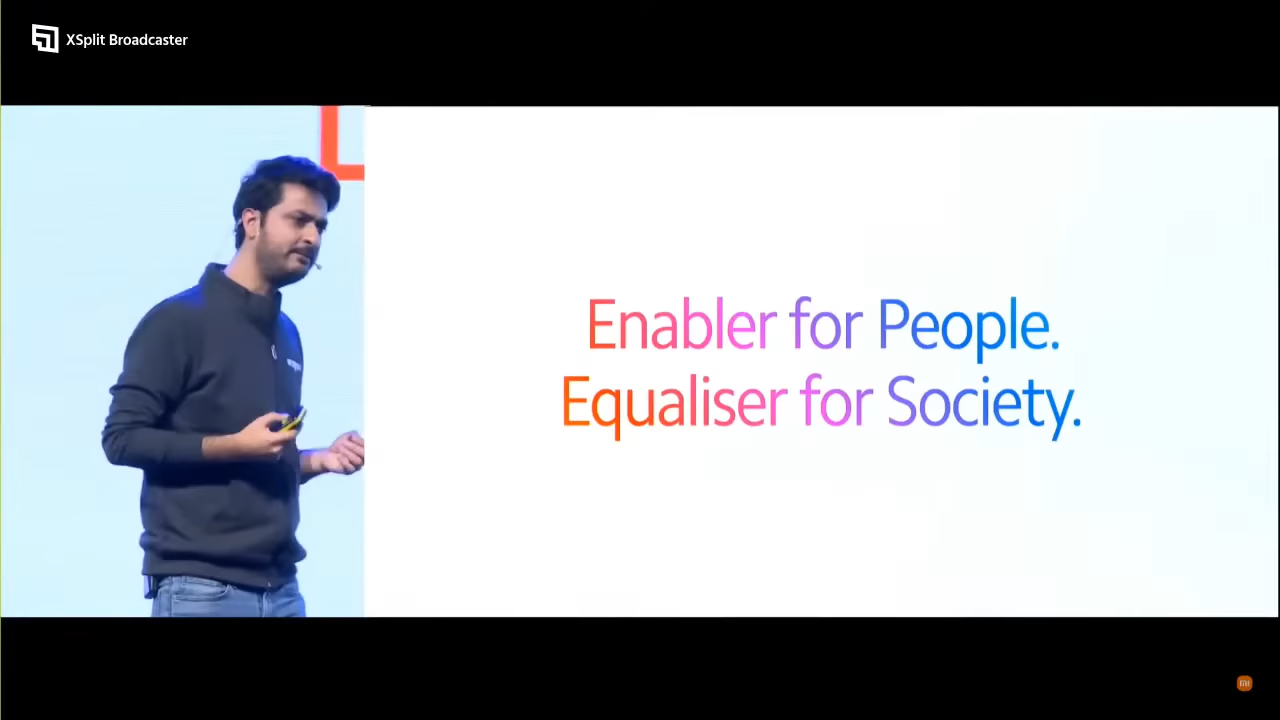 XSplit Broadcaster
Enabler for People.
Equaliser for Society.